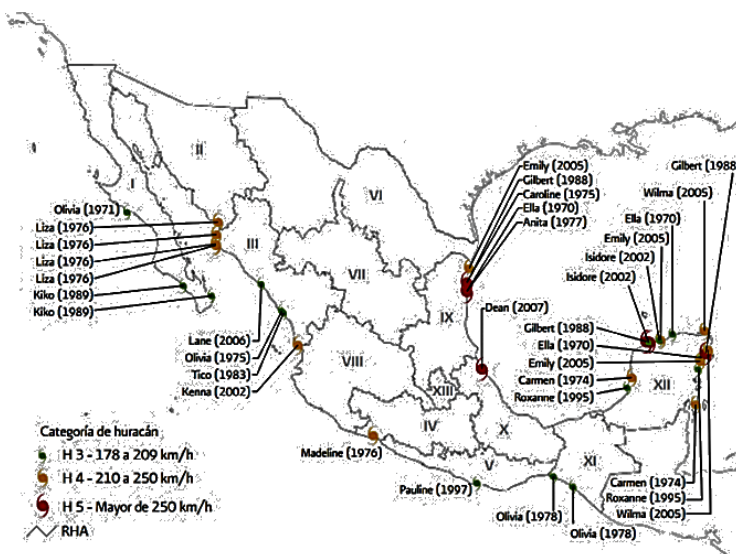 Olivia (1971)
Liza (1976)
Liza (1976)
Liza (1976)
Liza (1976)
Kiko (1989)
Kiko (1989)
Lane (2006)
Olivia (1975)
Tico (1983)
Kenna (2002)
Madeline (1976)
Pauline (1997)
Olivia (1978)
Olivia (1978)
Emily (2005)
Gilbert (1988)
Caroline (1975)
Ella (1970)
Anita (1977)
Dean (2007)
Gilbert (1988
Wilma (2005)
Ella (1970)
Emily (2005)
Isidore (2002)
Isidore (2002)
Gilbert (1988)
Ella (1970)
Emily (2005)
Carmen (1974)
Roxanne (1995)
Carmen (1974)
Roxanne (1995)
Wilma (2005)
I
II
III
VI
VII
IX
VIII
XIII
IV
X
V
XI
XII
Categoría de huracán
H 3 - 178 a 209 km/h
H 4 - 210 a 250 km/h
H 5 - Mayor de 250 km/h
RHA